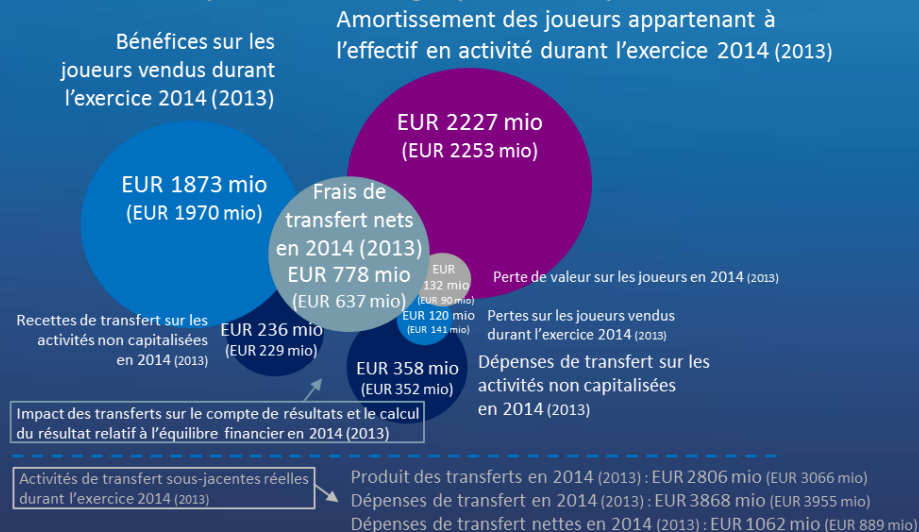 Bénéfices sur les
joueurs vendus durant
l'exercice 2014 (2013)
Amortissement des joueurs appartenant à
l'effectif en activité durant l'exercice 2014 (2013)
EUR 2227 mio
(EUR 2253 mio)
EUR 1873 mio
(EUR 1970 mio)
Frais de
transfert nets
en 2014 (2013)
EUR 778 mio
(EUR 637 mio)
EUR
132 mio
(EUR 90 mio)
Perte de valeur sur les joueurs en 2014 (2013)
EUR 120 mio
(EUR 141 mio)
Pertes sur les joueurs vendus
durant l'exercice 2014 (2013)
Recettes de transfert sur les
activités non capitalisées
en 2014 (2013)
EUR 236 mio
(EUR 229 mio)
EUR 358 mio
(EUR 352 mio)
Dépenses de transfert sur les
activités non capitalisées
en 2014 (2013)
Impact des transferts sur le compte de résultats et le calcul
du résultat relatif à l'équilibre financier en 2014 (2013)
Activités de transfert sous-jacentes réelles
durant l'exercice 2014 (2013)
Produit des transferts en 2014 (2013) : EUR 2806 mio (EUR 3066 mio)
Dépenses de transfert en 2014 (2013) : EUR 3868 mio (EUR 3955 mio)
Dépenses de transfert nettes en 2014 (2013) : EUR 1062 mio (EUR 889 mio)